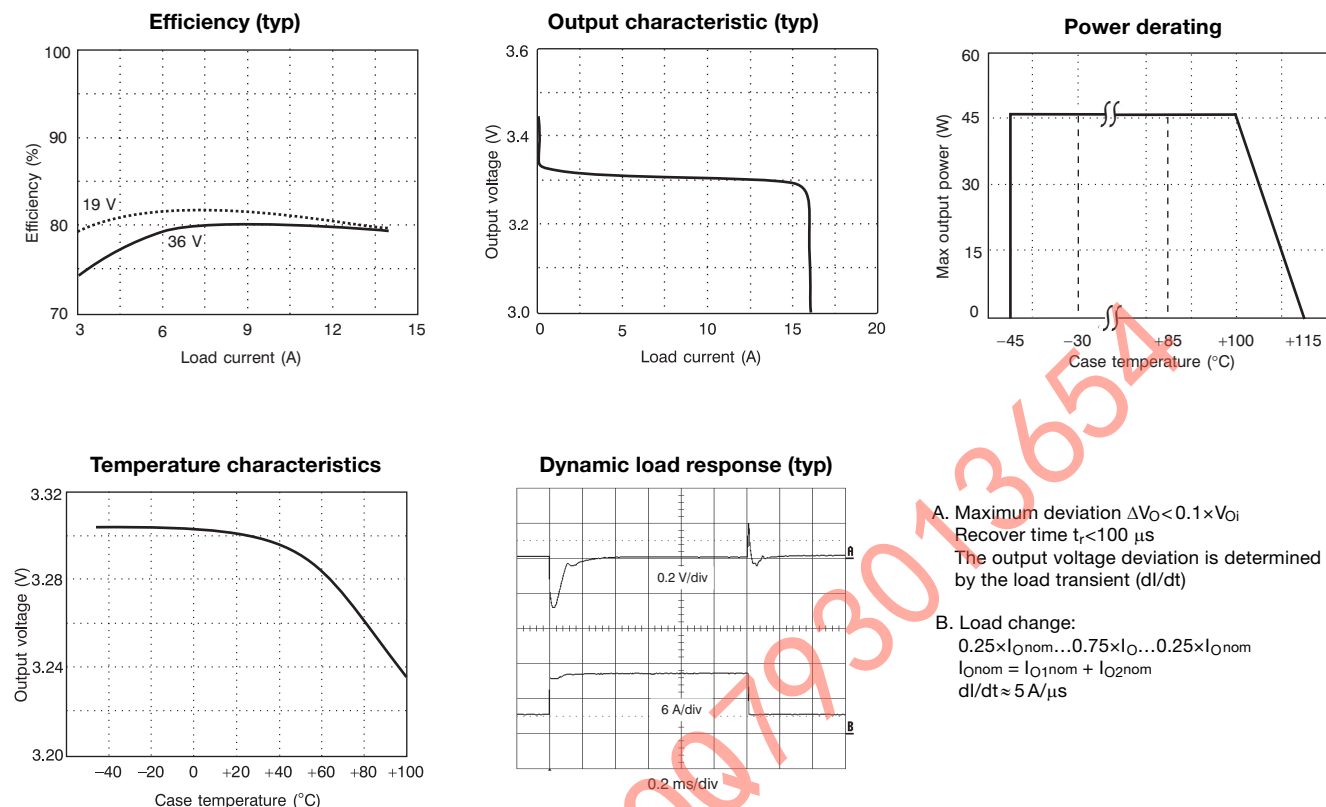 Efficiency (typ)
100
90
80
70
Efficiency (%)
19 V
36 V
3 6 9 12 15
Load current (A)
Output characteristic (typ)
3.6
3.4
3.2
3.0
Output voltage (V)
0 5 10 15 20
Load current (A)
Power derating
60
45
30
15
0
Max output power (W)
−45 −30 +85 +100 +115
Case temperature (°C)
Temperature characteristics
3.32
3.28
3.24
3.20
Output voltage (V)
−40 −20 0 +20 +40 +60 +80 +100
Case temperature (°C)
Dynamic load response (typ)
A
0.2 V/div
6 A/div
B
0.2 ms/div
A. Maximum deviation ΔVO<0.1×VOi
Recover time tr<100 μs
The output voltage deviation is determined
by the load transient (dI/dt)
B. Load change:
0.25×IOnom...0.75×IO...0.25×IOnom
IOnom = IO1nom + IO2nom
dI/dt≈5 A/μs
QQ793013654